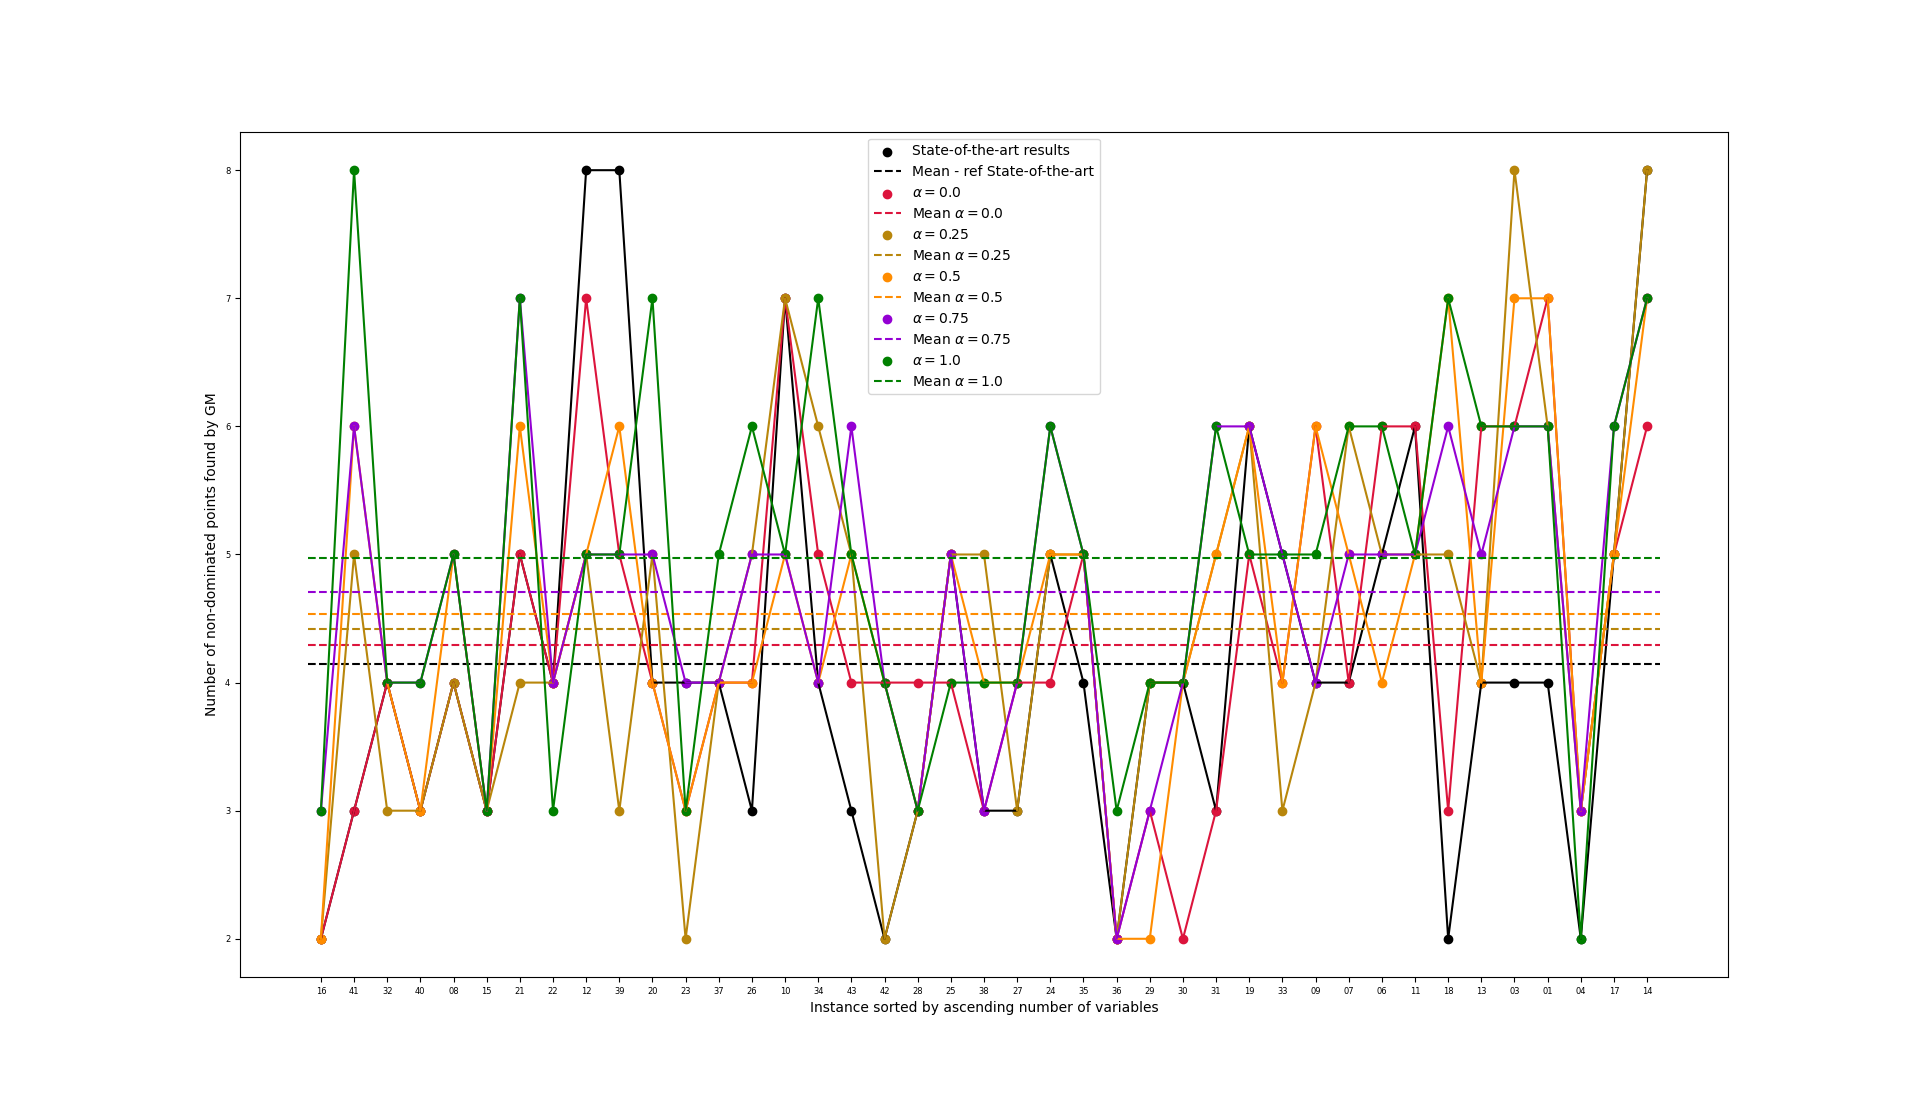 8
7
6
5
4
3
2
Number of non-dominated points found by GM
State-of-the-art results
Mean - ref State-of-the-art
α = 0.0
Mean α = 0.0
α = 0.25
Mean α = 0.25
α = 0.5
Mean α = 0.5
α = 0.75
Mean α = 0.75
α = 1.0
Mean α = 1.0
16 41 32 40 08 15 21 22 12 39 20 23 37 26 10 34 43 42 28 25 38 27 24 35 36 29 30 31 19 33 09 07 06 11 18 13 03 01 04 17 14
Instance sorted by ascending number of variables